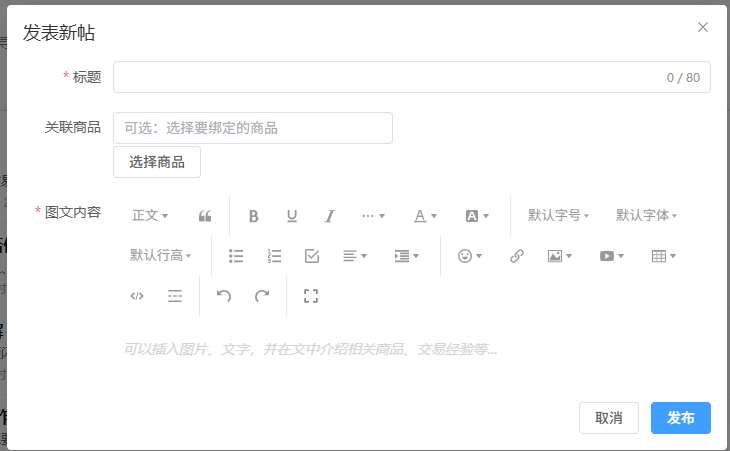 发表新帖
* 标题
0 / 80
关联商品
可选：选择要绑定的商品
选择商品
* 图文内容
正文 B U I ··· A A 默认字号 默认字体
默认行高
可以插入图片、文字，并在文中介绍相关商品、交易经验等...
取消 发布